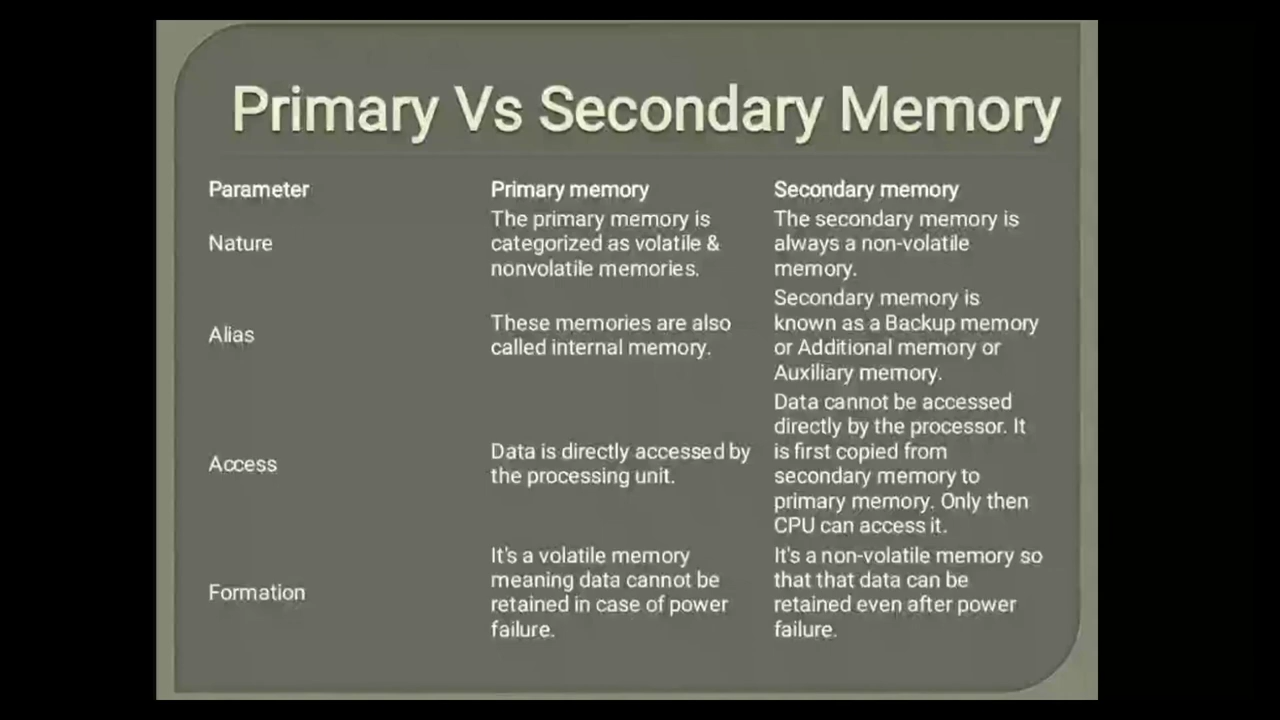 Primary Vs Secondary Memory
Parameter
Primary memory
Secondary memory
Nature
The primary memory is
categorized as volatile &
nonvolatile memories.
The secondary memory is
always a non-volatile
memory.
Alias
These memories are also
called internal memory.
Secondary memory is
known as a Backup memory
or Additional memory or
Auxiliary memory.
Access
Data is directly accessed by
the processing unit.
Data cannot be accessed
directly by the processor. It
is first copied from
secondary memory to
primary memory. Only then
CPU can access it.
Formation
It's a volatile memory
meaning data cannot be
retained in case of power
failure.
It's a non-volatile memory so
that that data can be
retained even after power
failure.